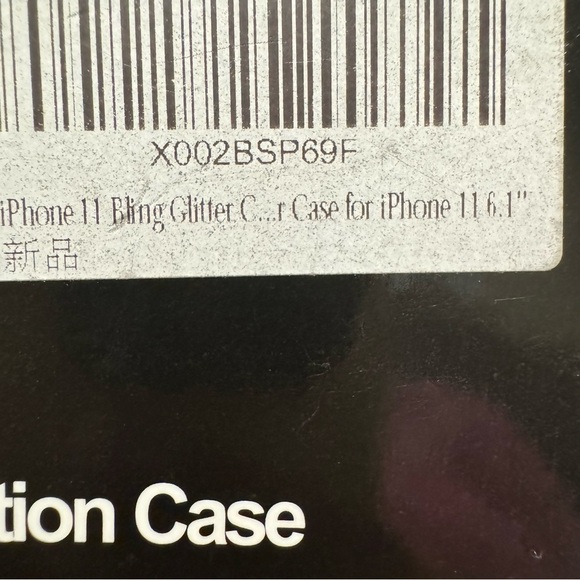 X002BSP69F
iPhone 11 Bling Glitter C...r Case for iPhone 11 6.1"
新品
tion Case